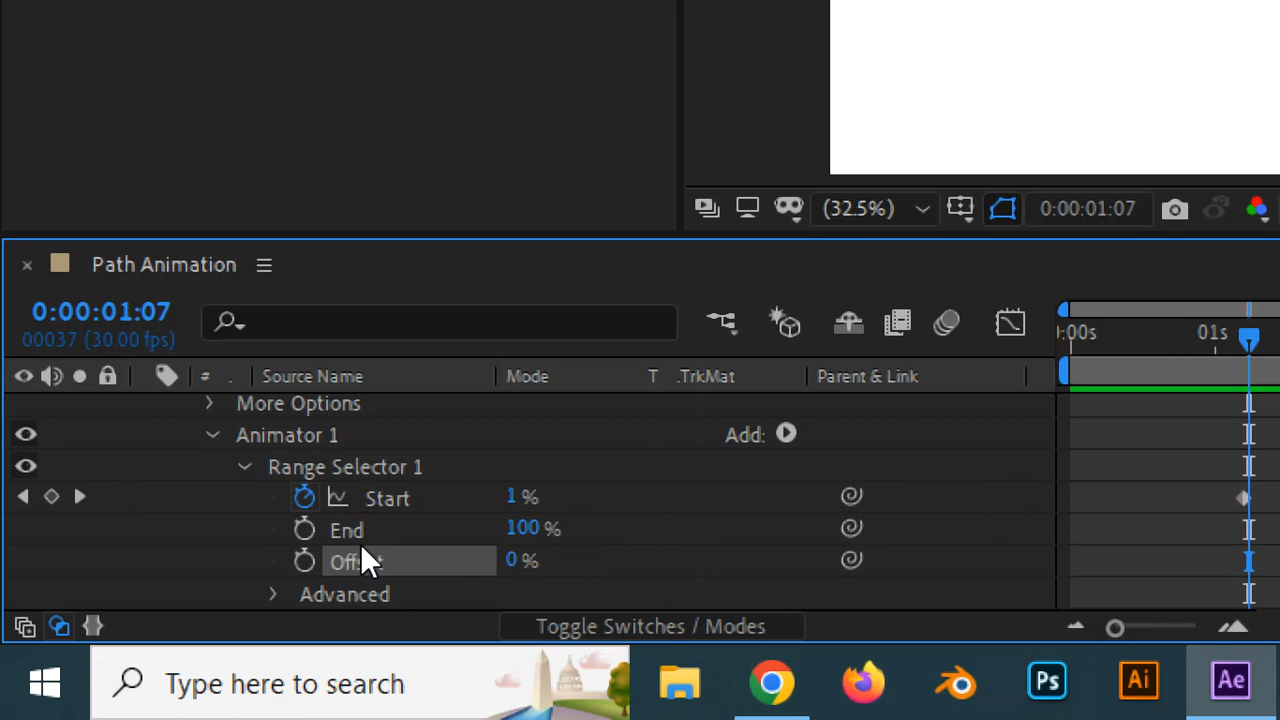 (32.5%) 0:00:01:07
× Path Animation
0:00:01:07
00037 (30.00 fps)
:00s 01s
# . Source Name Mode T .TrkMat Parent & Link
More Options
Animator 1 Add:
Range Selector 1
Start 1 %
End 100 %
Offset 0 %
Advanced
Toggle Switches / Modes
Type here to search Ps Ai Ae